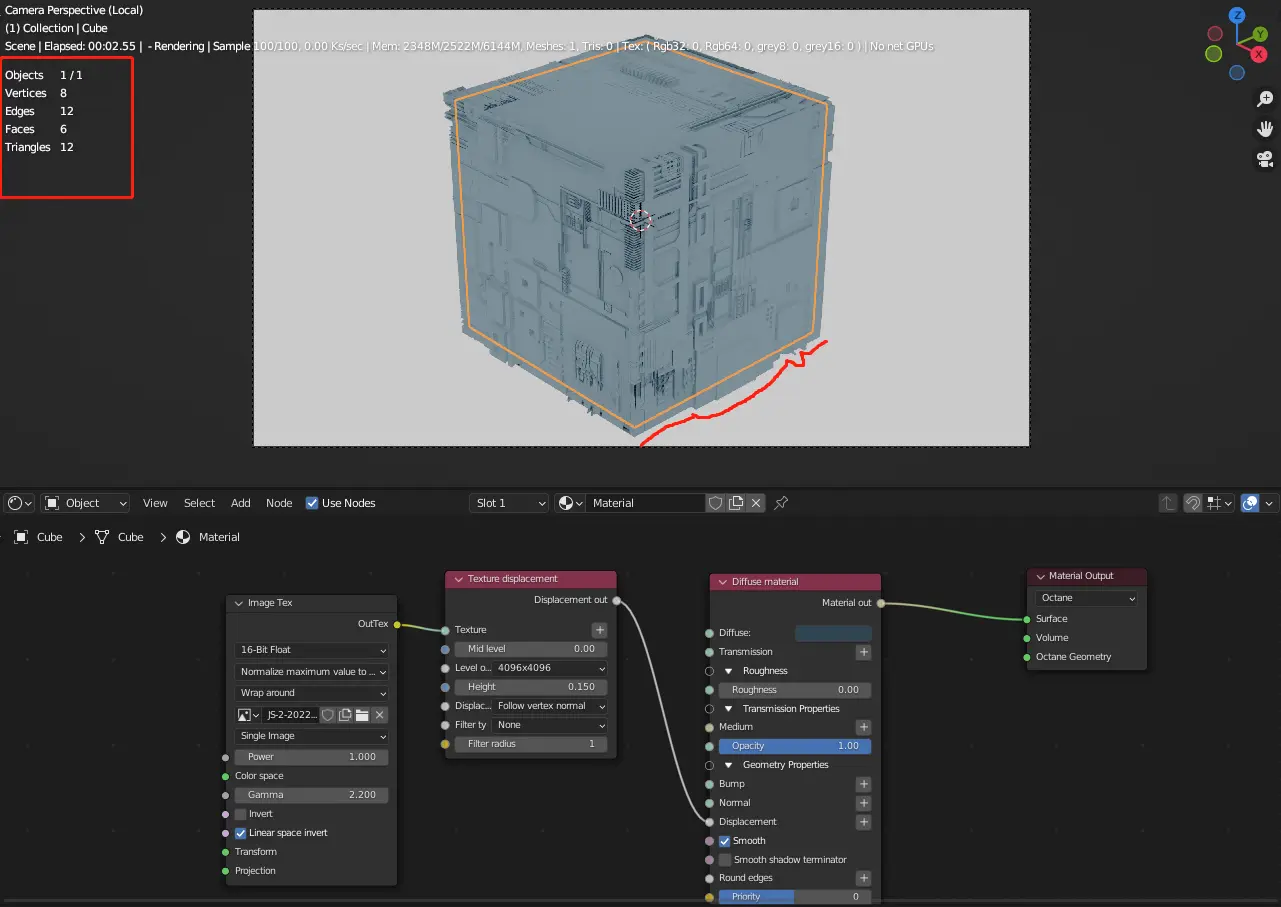 Camera Perspective (Local)
(1) Collection | Cube
Scene | Elapsed: 00:02.55 | - Rendering | Sample 100/100, 0.00 Ks/sec | Mem: 2348M/2522M/6144M, Meshes: 1, Tris: 0 | Tex: ( Rgb32: 0, Rgb64: 0, grey8: 0, grey16: 0 ) | No net GPUs
Objects 1 / 1
Vertices 8
Edges 12
Faces 6
Triangles 12
Z
Y
X
Object View Select Add Node Use Nodes Slot 1 Material
Cube Cube Material
Image Tex
OutTex
16-Bit Float
Normalize maximum value to ...
Wrap around
JS-2-2022...
Single Image
Power 1.000
Color space
Gamma 2.200
Invert
Linear space invert
Transform
Projection
Texture displacement
Displacement out
Texture
Mid level 0.00
Level o... 4096x4096
Height 0.150
Displac... Follow vertex normal
Filter ty None
Filter radius 1
Diffuse material
Material out
Diffuse:
Transmission
Roughness
Roughness 0.00
Transmission Properties
Medium
Opacity 1.00
Geometry Properties
Bump
Normal
Displacement
Smooth
Smooth shadow terminator
Round edges
Priority 0
Material Output
Octane
Surface
Volume
Octane Geometry